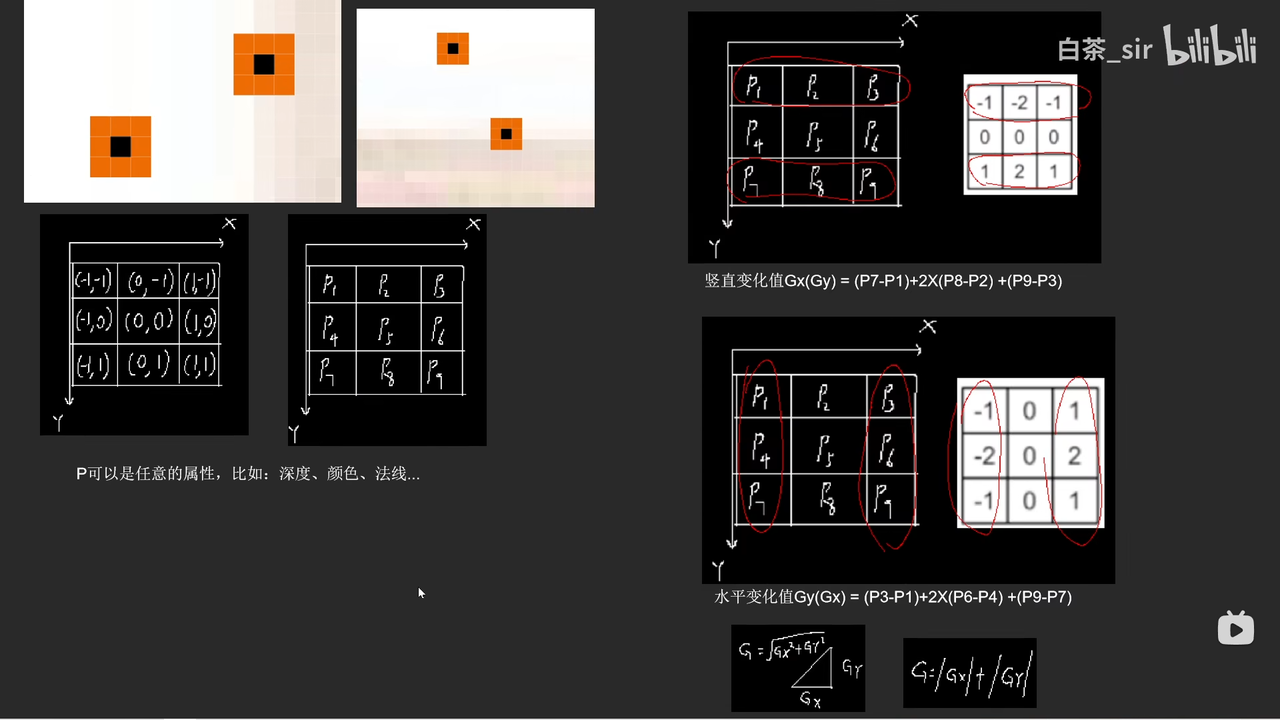 白茶_sir bilibili
X
(-1,-1) (0,-1) (1,-1)
(-1,0) (0,0) (1,0)
(-1,1) (0,1) (1,1)
Y
X
P1 P2 P3
P4 P5 P6
P7 P8 P9
Y
P可以是任意的属性，比如：深度、颜色、法线...
X
P1 P2 P3
P4 P5 P6
P7 P8 P9
Y
-1 -2 -1
0 0 0
1 2 1
竖直变化值Gx(Gy) = (P7-P1)+2X(P8-P2) +(P9-P3)
X
P1 P2 P3
P4 P5 P6
P7 P8 P9
Y
-1 0 1
-2 0 2
-1 0 1
水平变化值Gy(Gx) = (P3-P1)+2X(P6-P4) +(P9-P7)
G=√Gx²+Gy²
Gy
Gx
G=|Gx|+|Gy|